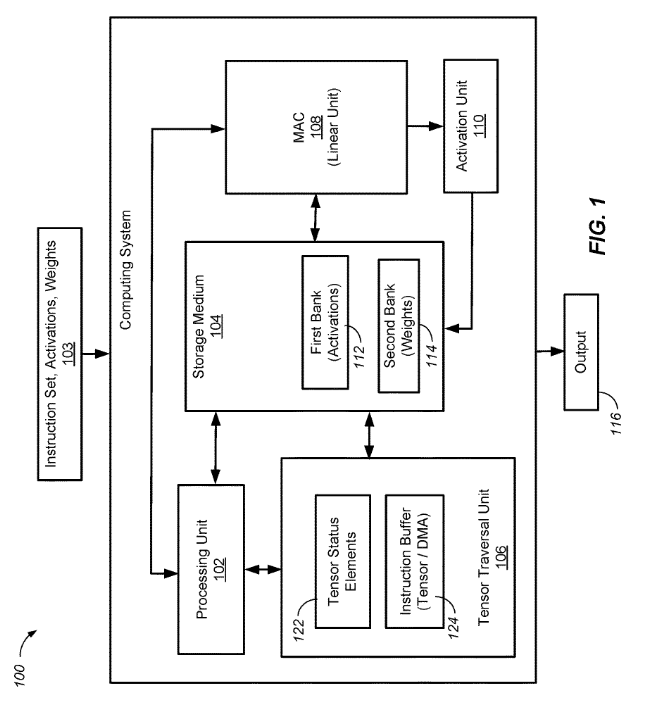 100
Instruction Set, Activations, Weights
103
Computing System
Processing Unit
102
Storage Medium
104
First Bank
(Activations)
112
Second Bank
(Weights)
114
MAC
108
(Linear Unit)
Activation Unit
110
122
Tensor Status
Elements
Instruction Buffer
(Tensor / DMA)
124
Tensor Traversal Unit
106
Output
116
FIG. 1